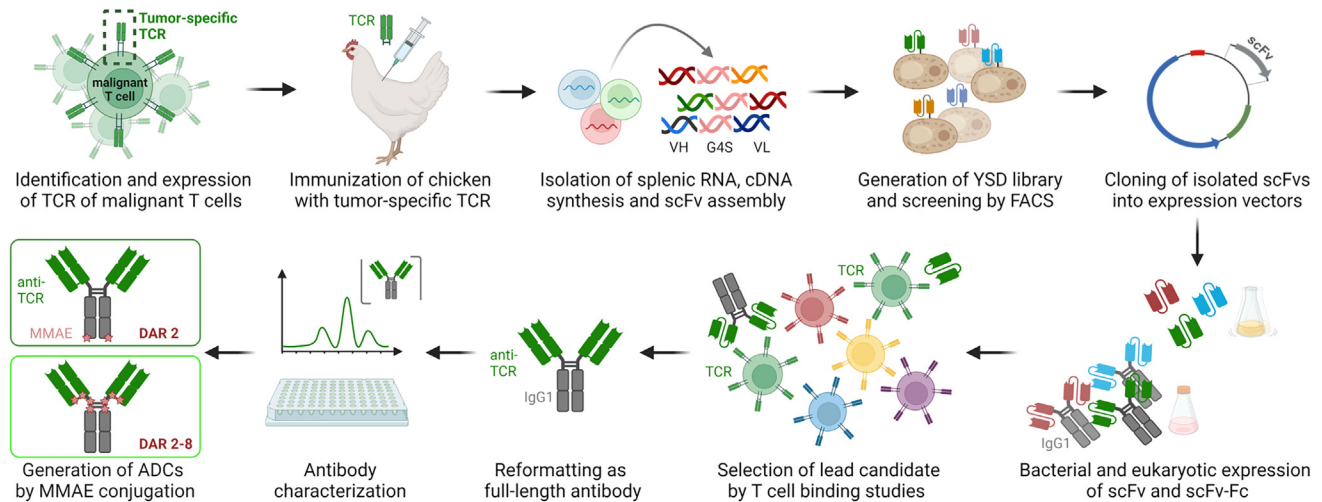 Tumor-specific
TCR
malignant
T cell
Identification and expression
of TCR of malignant T cells
TCR
Immunization of chicken
with tumor-specific TCR
VH G4S VL
Isolation of splenic RNA, cDNA
synthesis and scFv assembly
Generation of YSD library
and screening by FACS
scFv
Cloning of isolated scFvs
into expression vectors
IgG1
Bacterial and eukaryotic expression
of scFv and scFv-Fc
TCR
TCR
Selection of lead candidate
by T cell binding studies
anti-
TCR
IgG1
Reformatting as
full-length antibody
Antibody
characterization
anti-
TCR
MMAE
DAR 2
DAR 2-8
Generation of ADCs
by MMAE conjugation